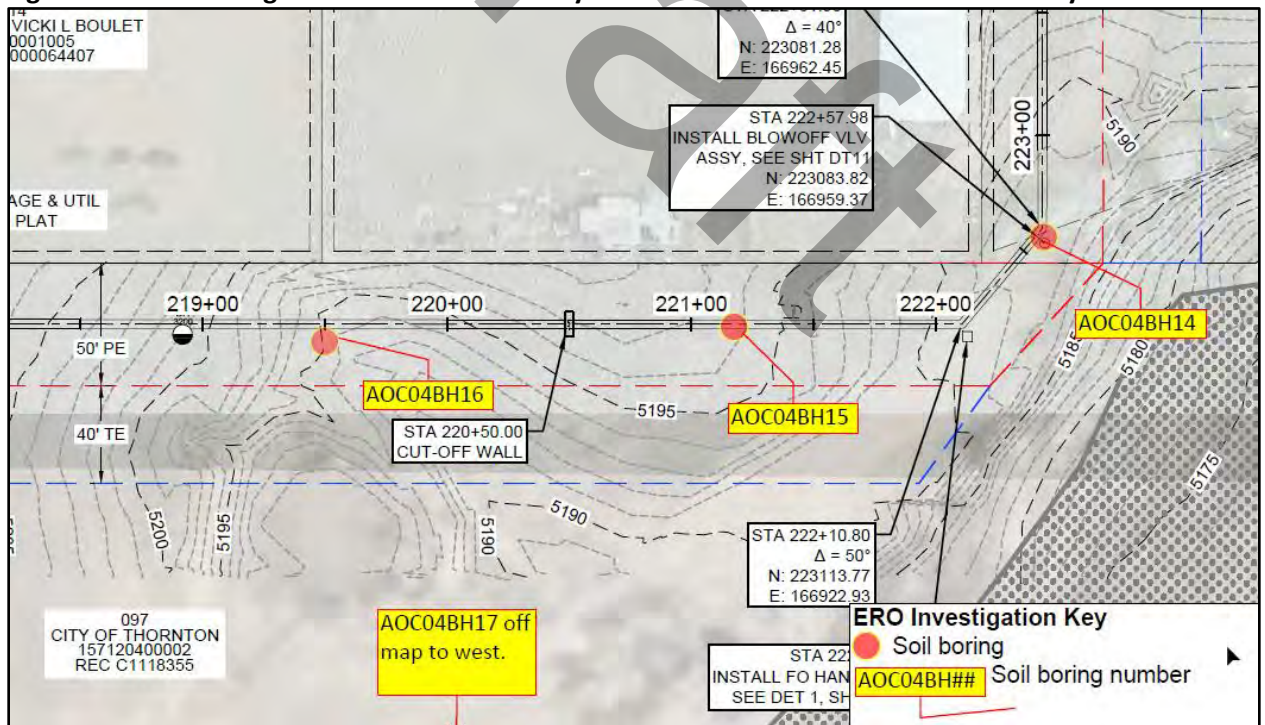 VICKI L BOULET
0001005
000064407
Δ = 40°
N: 223081.28
E: 166962.45
STA 222+57.98
INSTALL BLOWOFF VLV
ASSY, SEE SHT DT11
N: 223083.82
E: 166959.37
223+00
5190
AGE & UTIL
PLAT
219+00
220+00
221+00
222+00
AOC04BH14
50' PE
5185
5180
AOC04BH16
5195
AOC04BH15
40' TE
STA 220+50.00
CUT-OFF WALL
5175
5200
5195
5190
5190
STA 222+10.80
Δ = 50°
N: 223113.77
E: 166922.93
097
CITY OF THORNTON
157120400002
REC C1118355
AOC04BH17 off
map to west.
STA 222
INSTALL FO HAN
SEE DET 1, SH
ERO Investigation Key
Soil boring
AOC04BH## Soil boring number